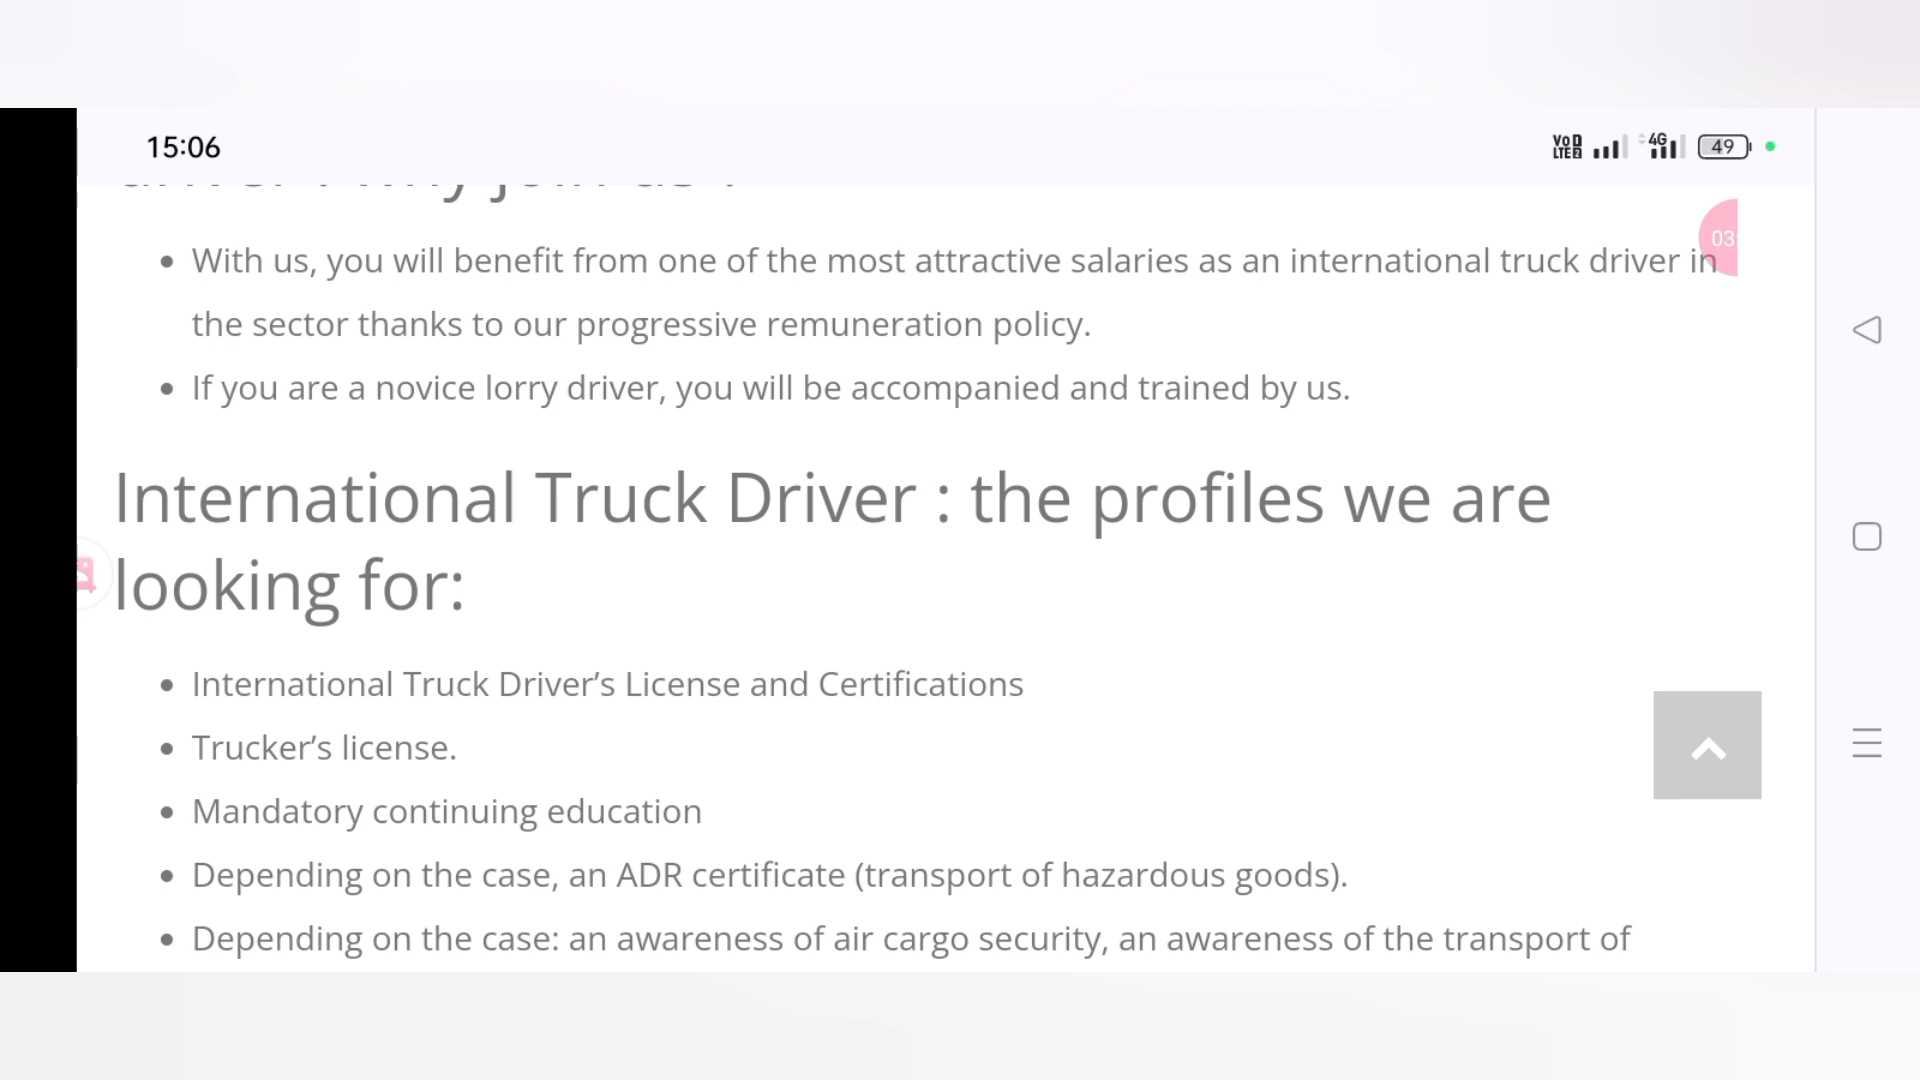 15:06
VoD LTE2 4G 49
With us, you will benefit from one of the most attractive salaries as an international truck driver in
03
the sector thanks to our progressive remuneration policy.
If you are a novice lorry driver, you will be accompanied and trained by us.
International Truck Driver : the profiles we are
looking for:
International Truck Driver’s License and Certifications
Trucker’s license.
Mandatory continuing education
Depending on the case, an ADR certificate (transport of hazardous goods).
Depending on the case: an awareness of air cargo security, an awareness of the transport of